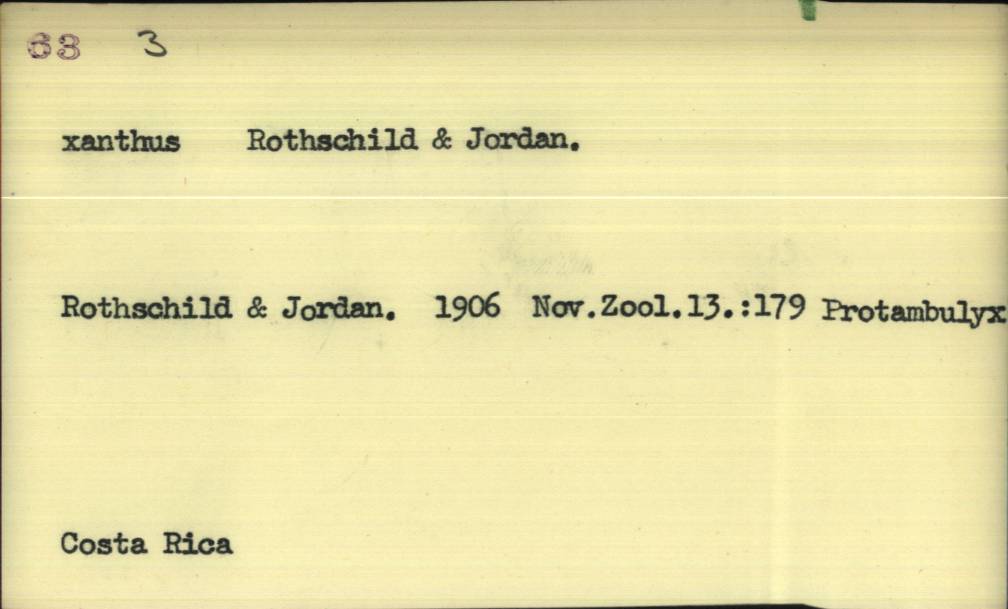 63 3
xanthus Rothschild & Jordan.
Rothschild & Jordan. 1906 Nov.Zool.13.:179 Protambulyx
Costa Rica